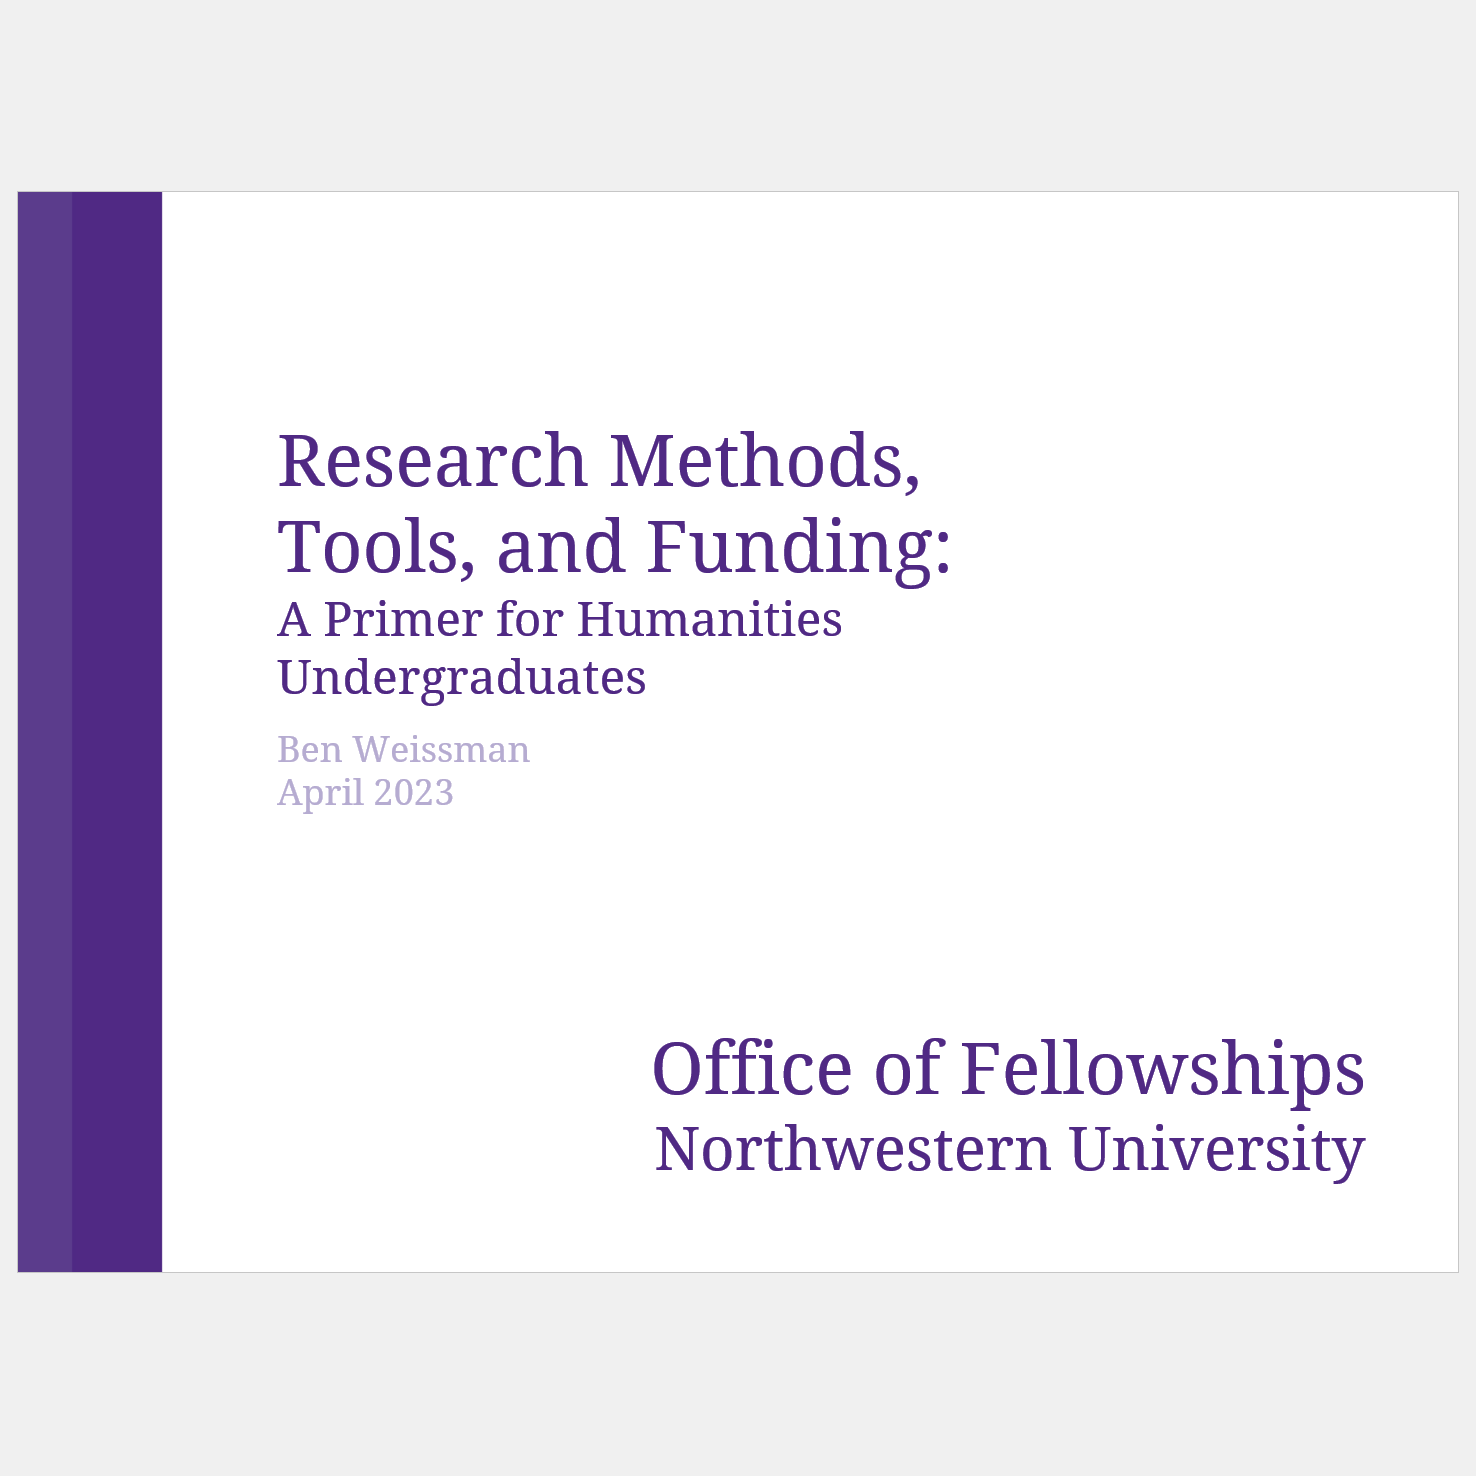 Research Methods,
Tools, and Funding:
A Primer for Humanities
Undergraduates
Ben Weissman
April 2023
Office of Fellowships
Northwestern University